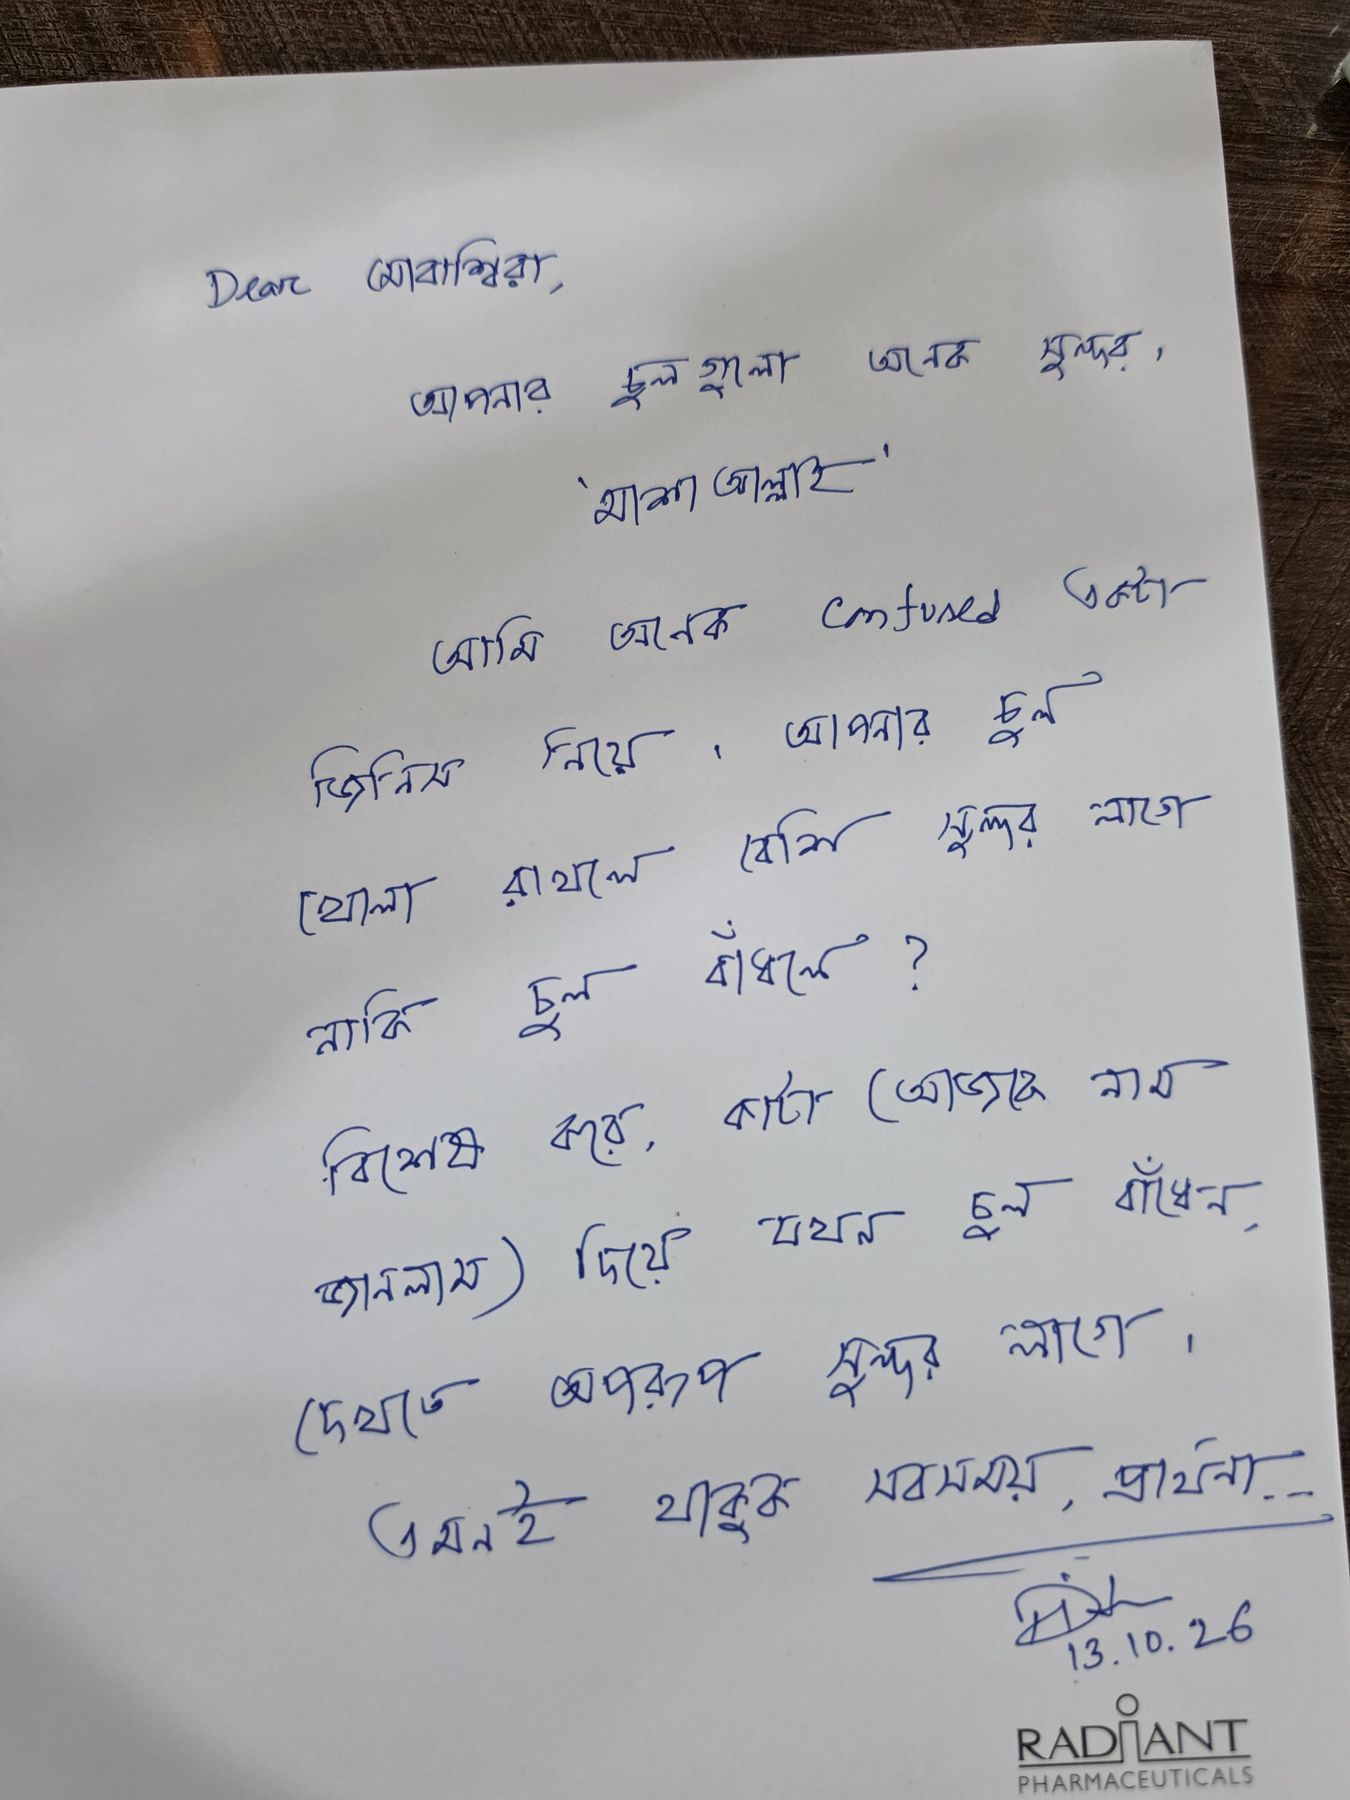 Dear মোবাশ্বিরা,
আপনার চুলগুলো অনেক সুন্দর,
'মাশাআল্লাহ'
আমি অনেক confused একটা
জিনিস নিয়ে, আপনার চুল
খোলা রাখলে বেশি সুন্দর লাগে
নাকি চুল বাঁধলে ?
বিশেষ করে, কাটা (আজকে নাম
জানলাম) দিয়ে যখন চুল বাঁধেন,
দেখতে অপরূপ সুন্দর লাগে,
এমনই থাকুক সবসময়, প্রার্থনা...
13.10.26
RADIANT
PHARMACEUTICALS